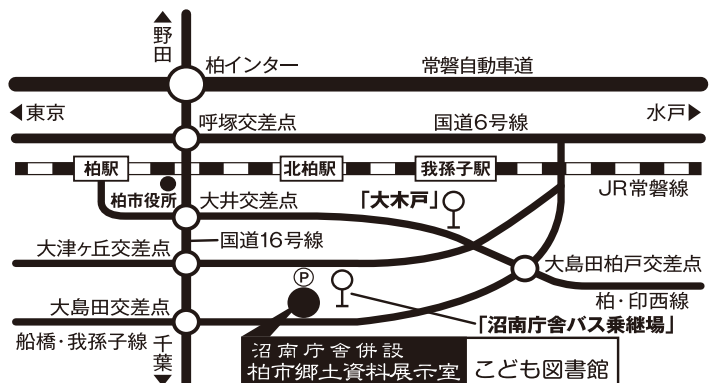 野田
柏インター
常磐自動車道
東京
水戸
呼塚交差点
国道6号線
柏駅
北柏駅
我孫子駅
JR常磐線
柏市役所
大井交差点
「大木戸」
国道16号線
大津ヶ丘交差点
大島田柏戸交差点
P
柏・印西線
大島田交差点
「沼南庁舎バス乗継場」
船橋・我孫子線
千葉
沼南庁舎併設
柏市郷土資料展示室
こども図書館